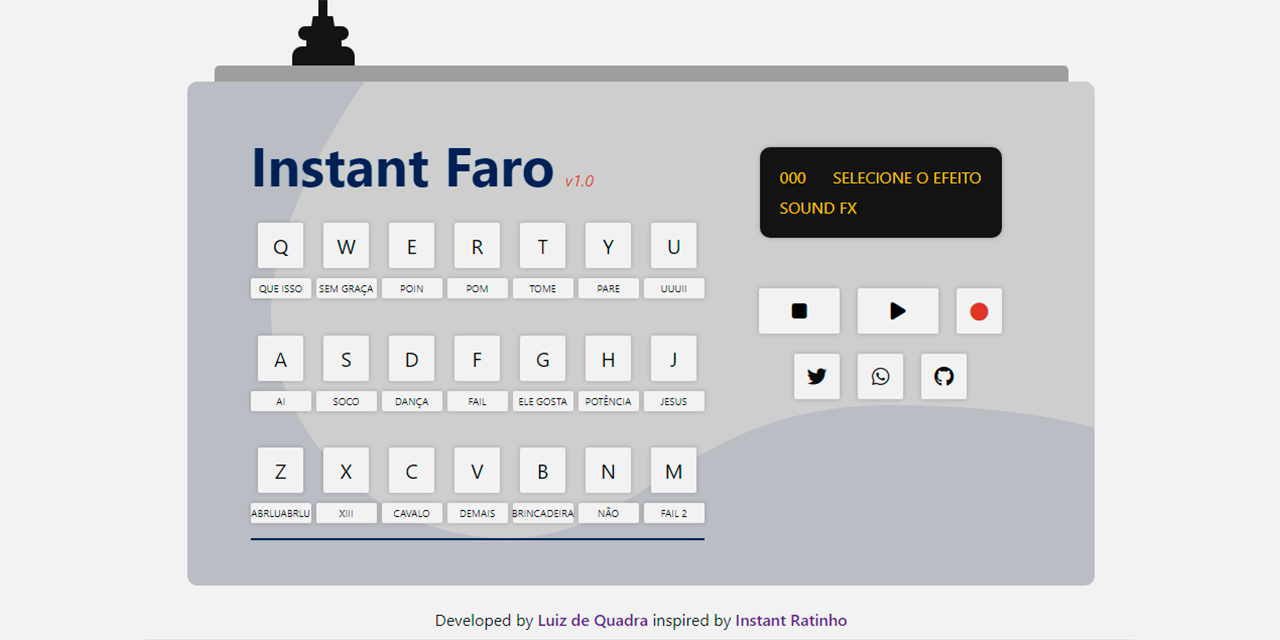 Instant Faro v1.0
000 SELECIONE O EFEITO
SOUND FX
Q W E R T Y U
QUE ISSO SEM GRAÇA POIN POM TOME PARE UUUII
A S D F G H J
AI SOCO DANÇA FAIL ELE GOSTA POTÊNCIA JESUS
Z X C V B N M
ABRLUABRLU XIII CAVALO DEMAIS BRINCADEIRA NÃO FAIL 2
Developed by Luiz de Quadra inspired by Instant Ratinho